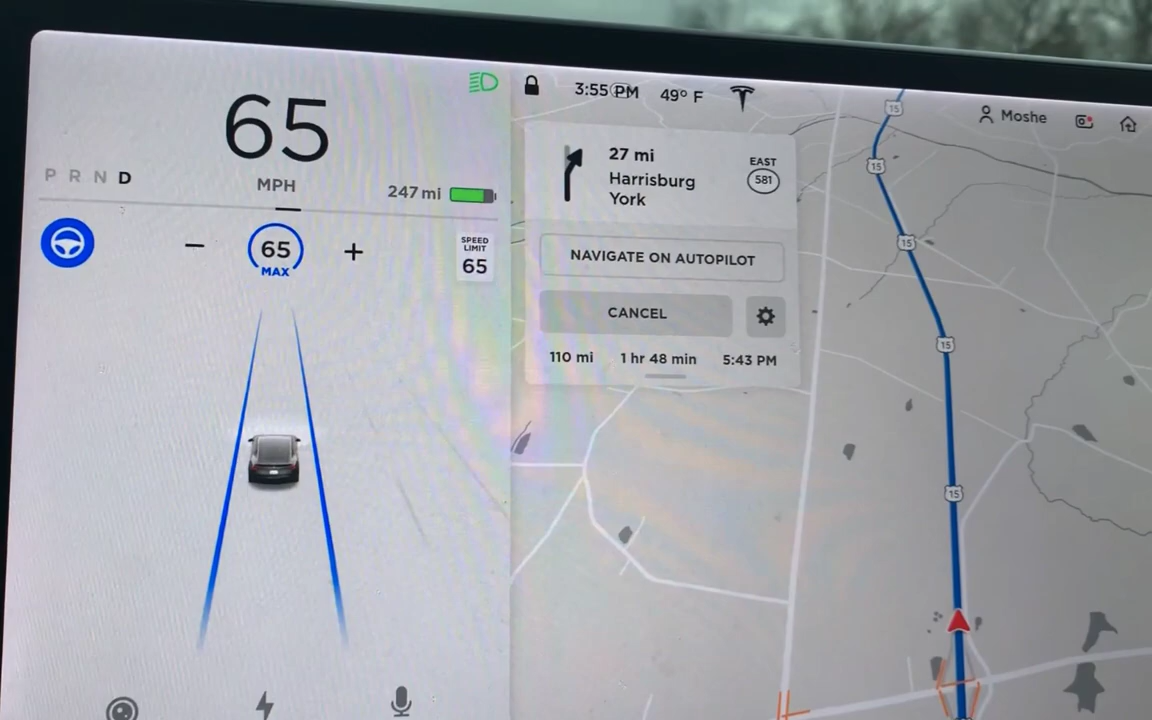 65
MPH
P R N D
247 mi
65
MAX
SPEED
LIMIT
65
3:55 PM
49° F
Moshe
27 mi
Harrisburg
York
EAST
581
NAVIGATE ON AUTOPILOT
CANCEL
110 mi 1 hr 48 min 5:43 PM
15
15
15
15
15